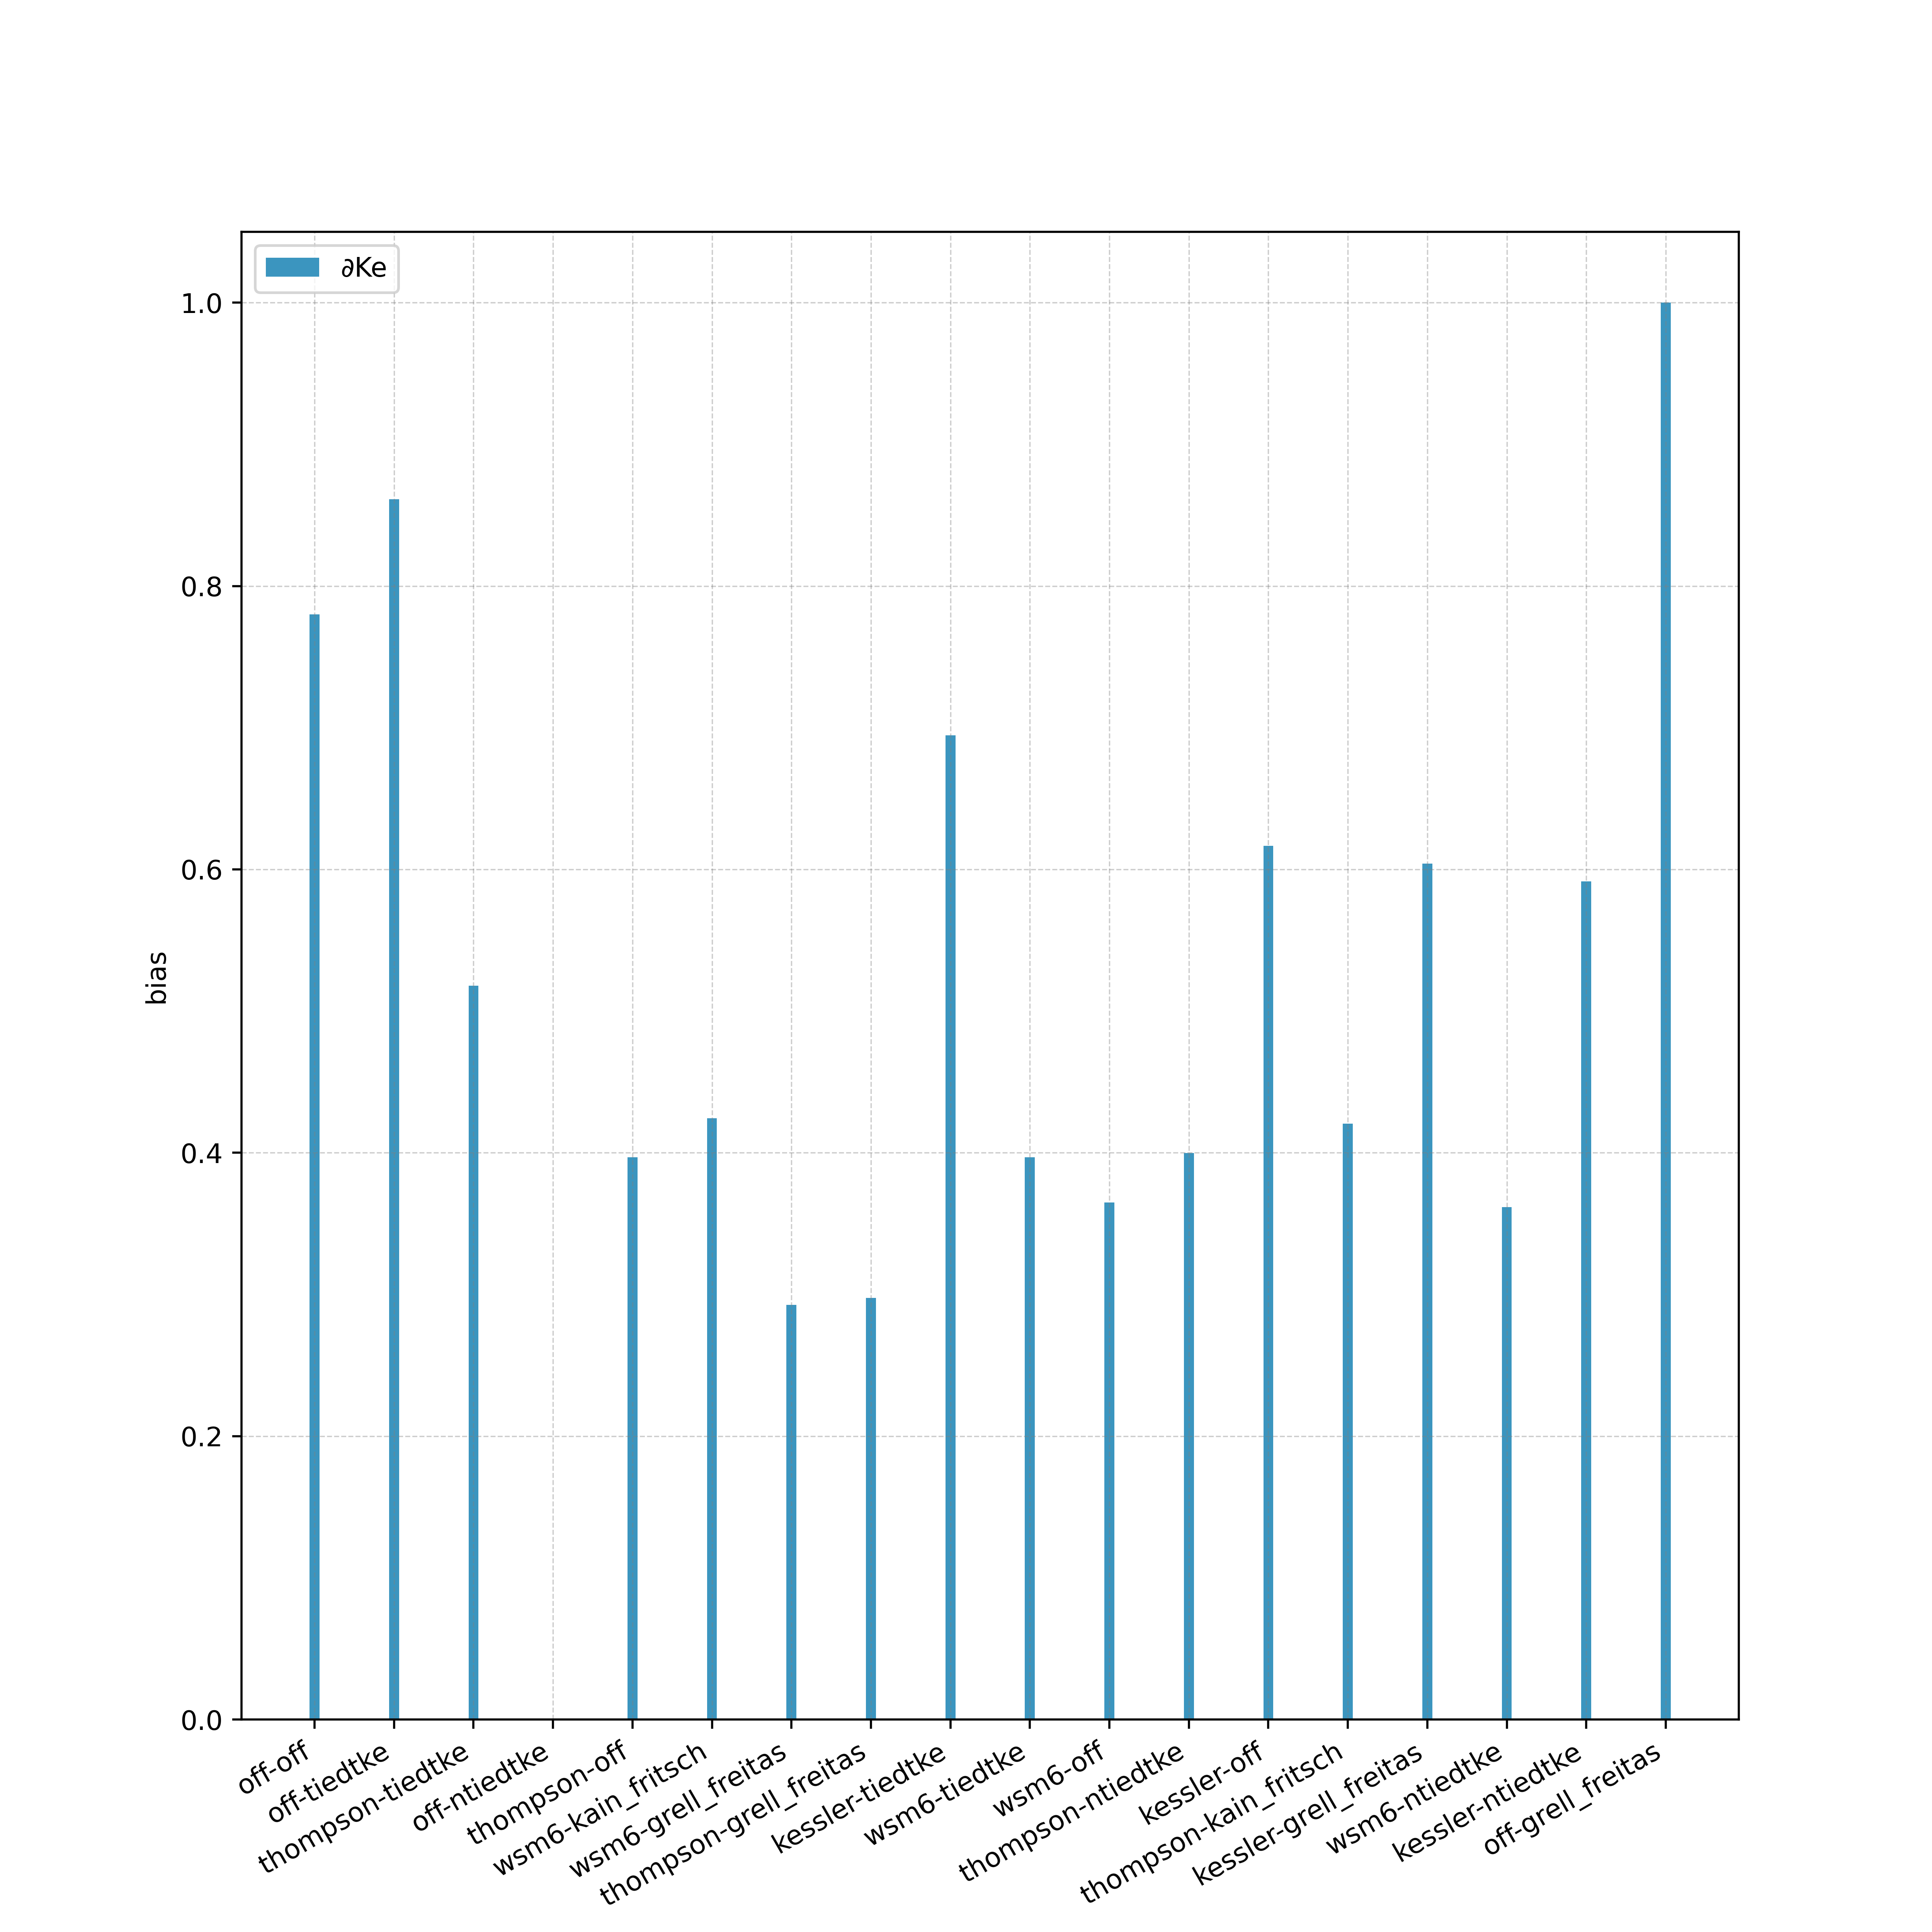 ∂Ke
1.0
0.8
0.6
0.4
0.2
0.0
bias
off-off
off-tiedtke
thompson-tiedtke
off-ntiedtke
thompson-off
wsm6-kain_fritsch
wsm6-grell_freitas
thompson-grell_freitas
kessler-tiedtke
wsm6-tiedtke
wsm6-off
thompson-ntiedtke
kessler-off
thompson-kain_fritsch
kessler-grell_freitas
wsm6-ntiedtke
kessler-ntiedtke
off-grell_freitas